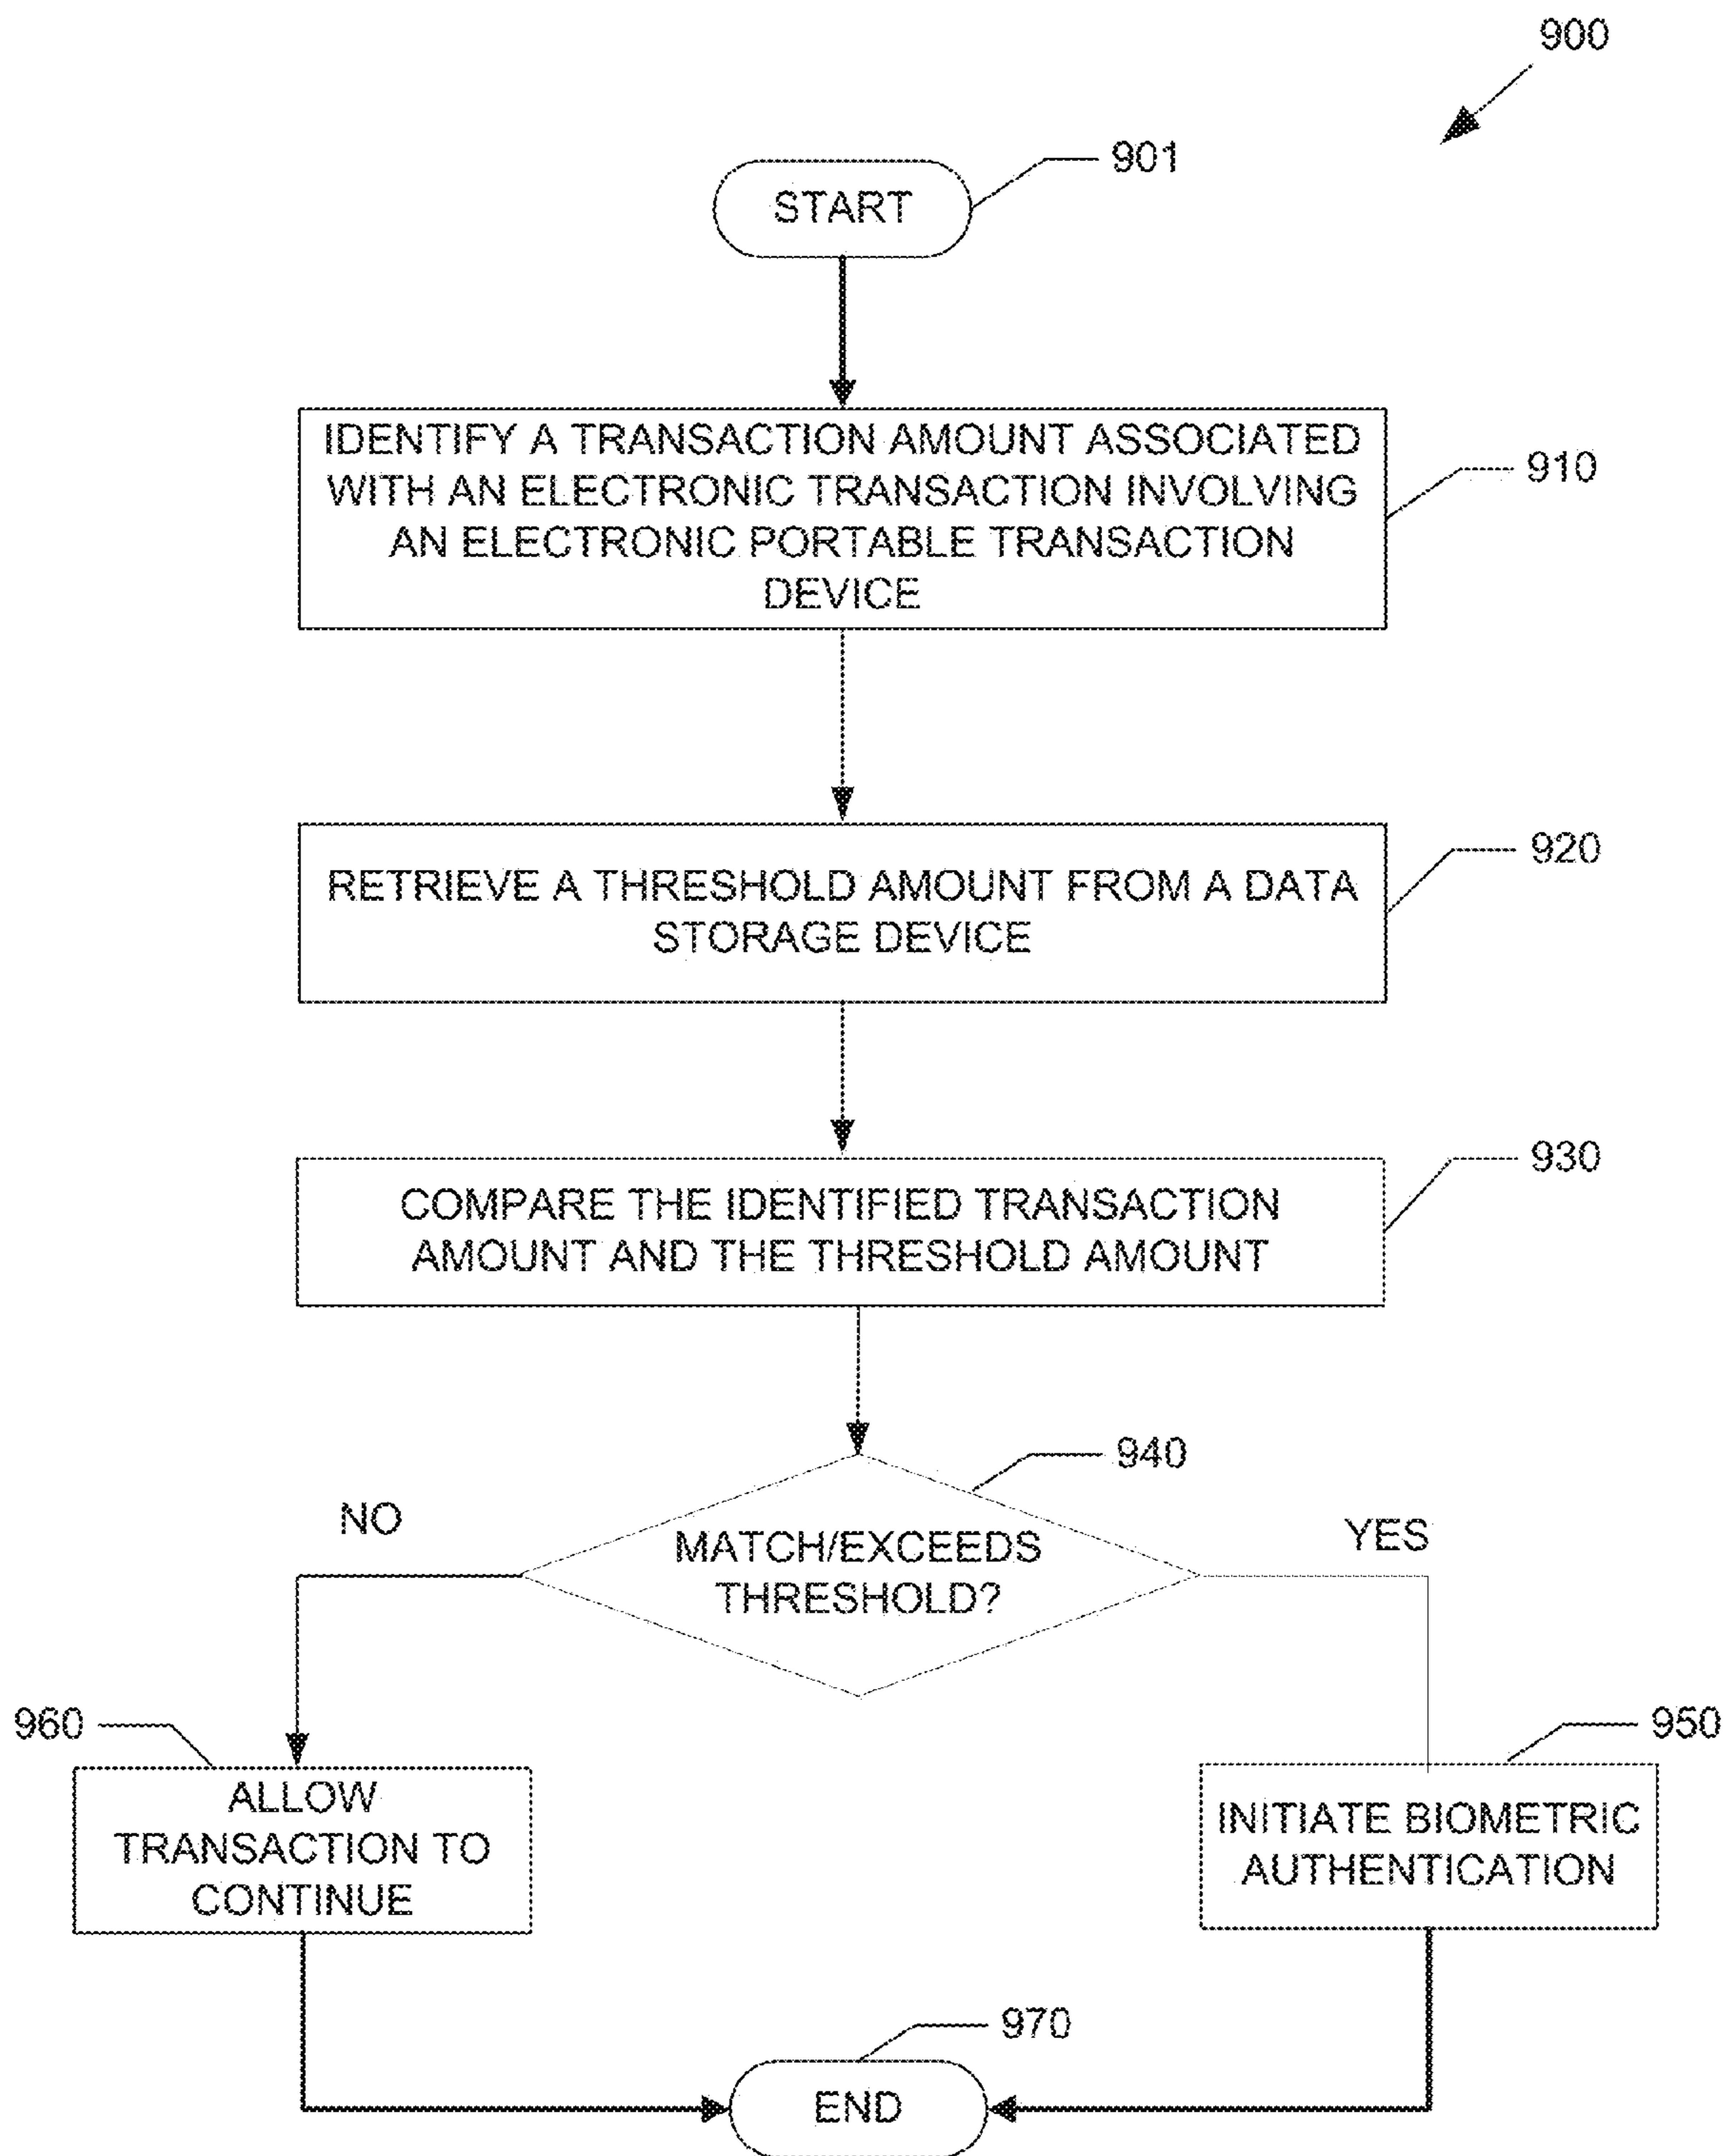 900
901
START
IDENTIFY A TRANSACTION AMOUNT ASSOCIATED
WITH AN ELECTRONIC TRANSACTION INVOLVING
AN ELECTRONIC PORTABLE TRANSACTION
DEVICE
910
RETRIEVE A THRESHOLD AMOUNT FROM A DATA
STORAGE DEVICE
920
COMPARE THE IDENTIFIED TRANSACTION
AMOUNT AND THE THRESHOLD AMOUNT
930
940
MATCH/EXCEEDS
THRESHOLD?
NO
YES
960
ALLOW
TRANSACTION TO
CONTINUE
950
INITIATE BIOMETRIC
AUTHENTICATION
970
END